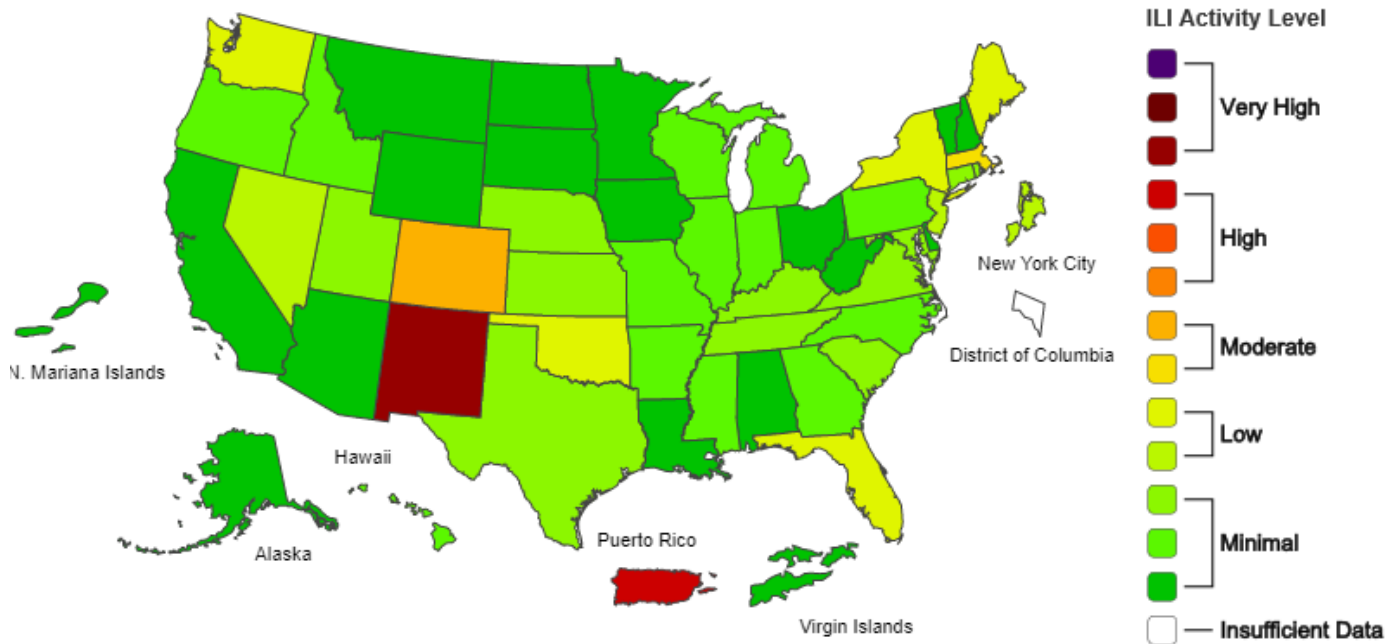 ILI Activity Level
Very High
High
New York City
District of Columbia
Moderate
N. Mariana Islands
Low
Hawaii
Alaska
Puerto Rico
Minimal
Virgin Islands
Insufficient Data